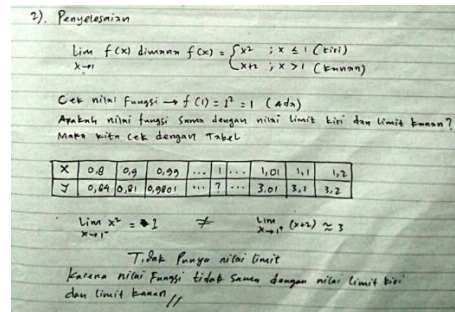 2). Penyelesaian
Lim f(x) dimana f(x) = { x² ; x ≤ 1 (kiri)
x→1 x+2 ; x > 1 (kanan)
Cek nilai fungsi → f(1) = 1² = 1 (Ada)
Apakah nilai fungsi sama dengan nilai limit kiri dan limit kanan?
Maka kita cek dengan Tabel
X 0,8 0,9 0,99 ... 1 ... 1,01 1,1 1,2
y 0,64 0,81 0,9801 ... ? ... 3,01 3,1 3,2
Lim x² = 1 ≠ Lim (x+2) ≈ 3
x→1⁻ x→1⁺
Tidak Punya nilai limit
Karena nilai Fungsi tidak sama dengan nilai limit kiri
dan limit kanan //